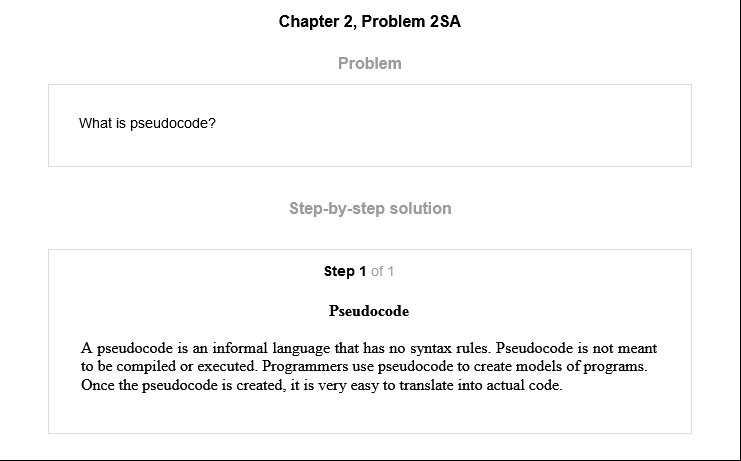 Chapter 2, Problem 2SA
Problem
What is pseudocode?
Step-by-step solution
Step 1 of 1
Pseudocode
A pseudocode is an informal language that has no syntax rules. Pseudocode is not meant
to be compiled or executed. Programmers use pseudocode to create models of programs.
Once the pseudocode is created, it is very easy to translate into actual code.